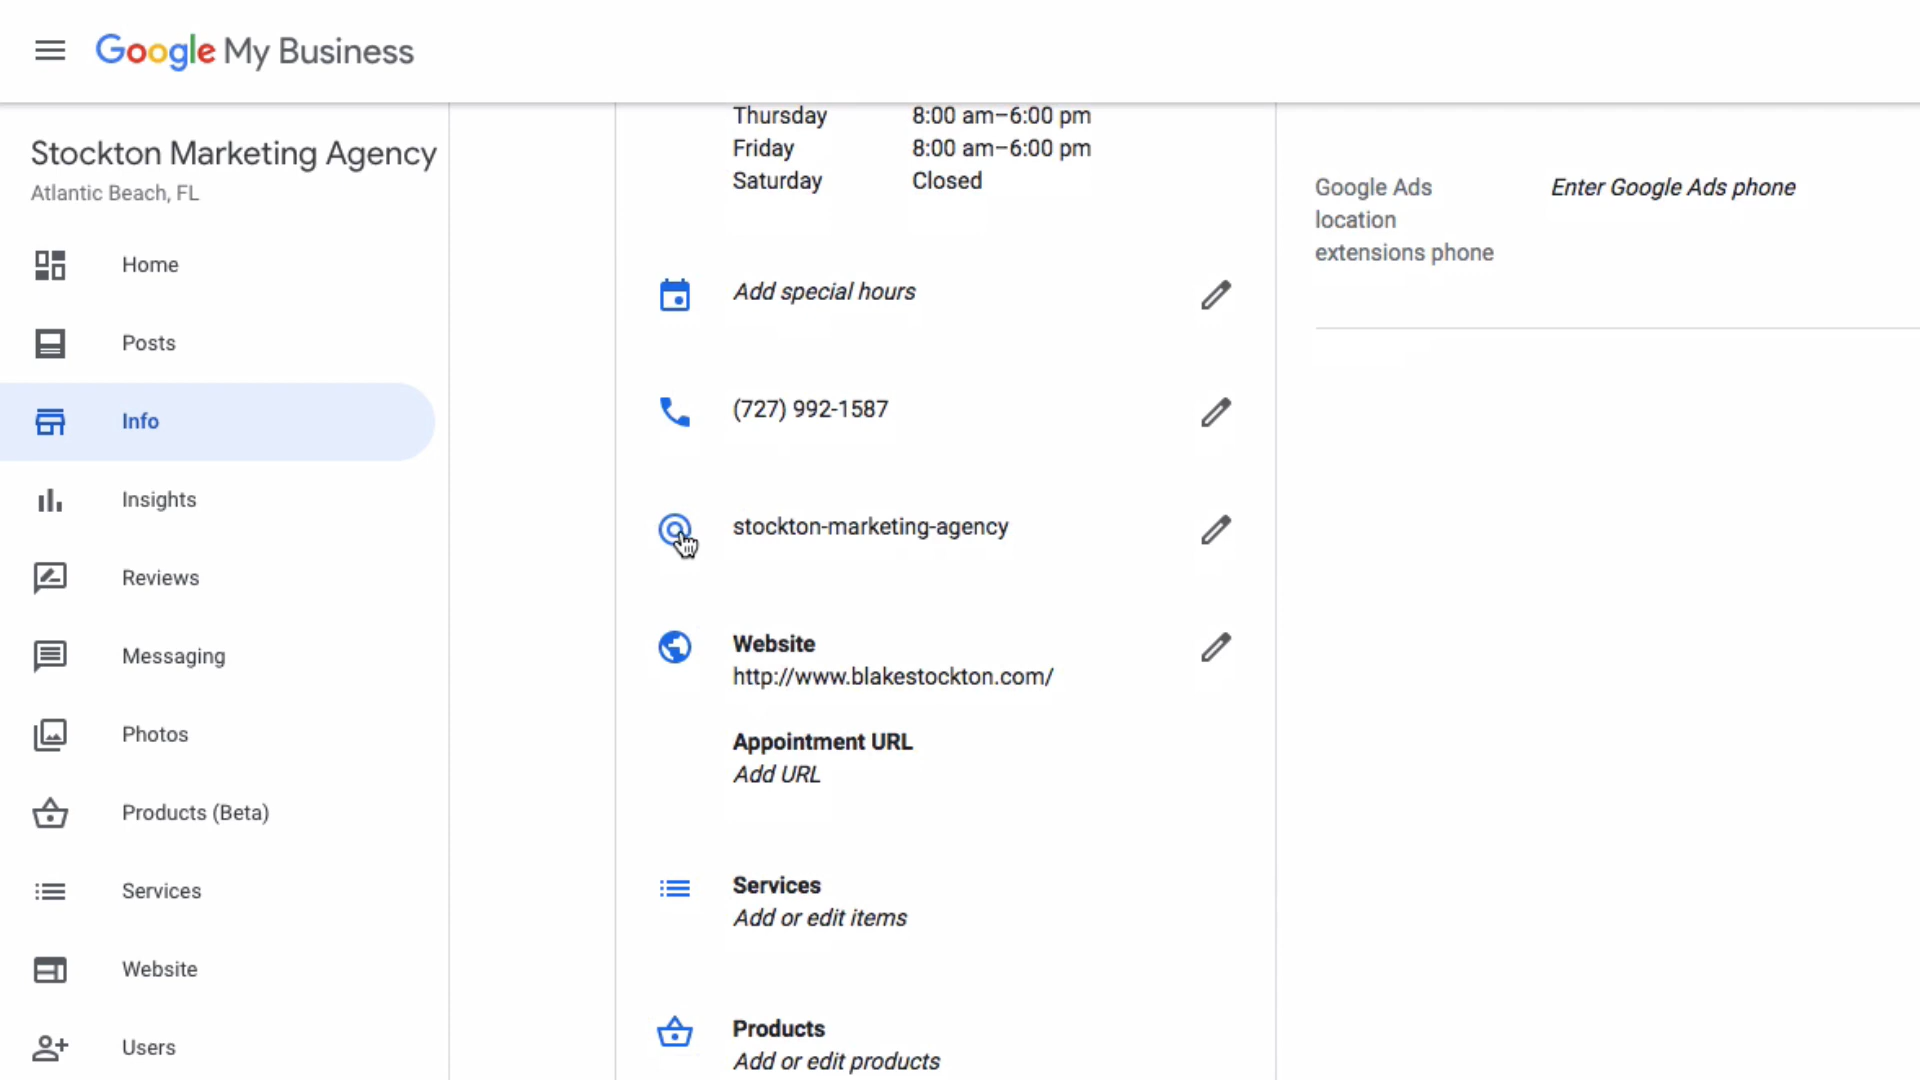 Google My Business
Stockton Marketing Agency
Atlantic Beach, FL
Home
Posts
Info
Insights
Reviews
Messaging
Photos
Products (Beta)
Services
Website
Users
Thursday 8:00 am–6:00 pm
Friday 8:00 am–6:00 pm
Saturday Closed
Add special hours
(727) 992-1587
stockton-marketing-agency
Website
http://www.blakestockton.com/
Appointment URL
Add URL
Services
Add or edit items
Products
Add or edit products
Google Ads
location
extensions phone
Enter Google Ads phone